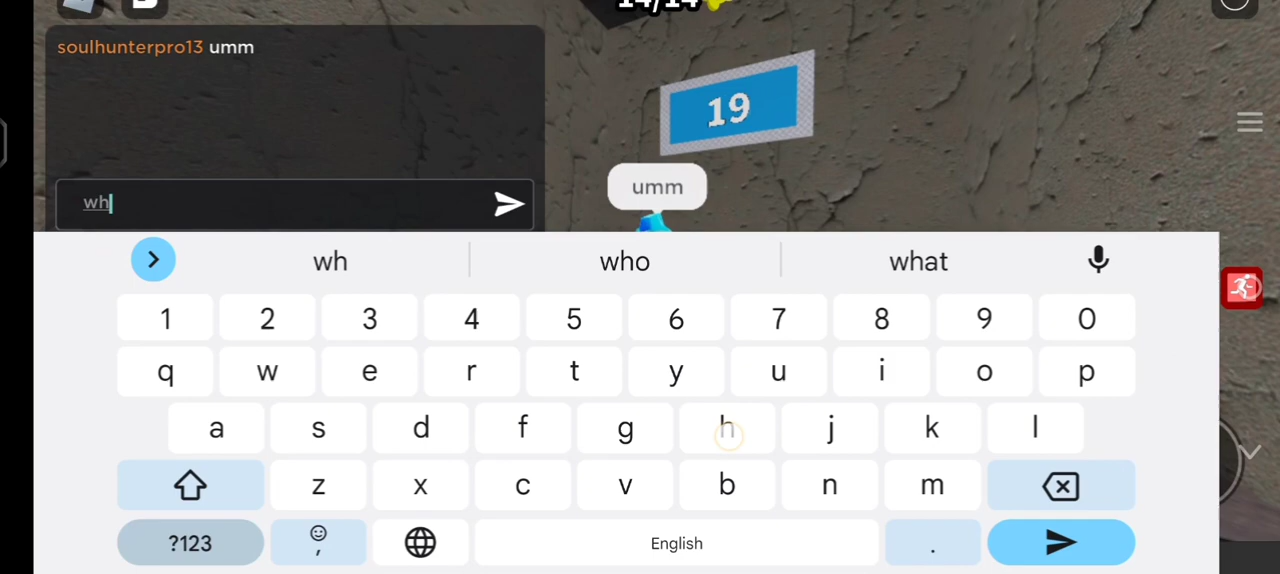 14/14
soulhunterpro13 umm
19
umm
wh
wh who what
1 2 3 4 5 6 7 8 9 0
q w e r t y u i o p
a s d f g h j k l
z x c v b n m
?123 , English .